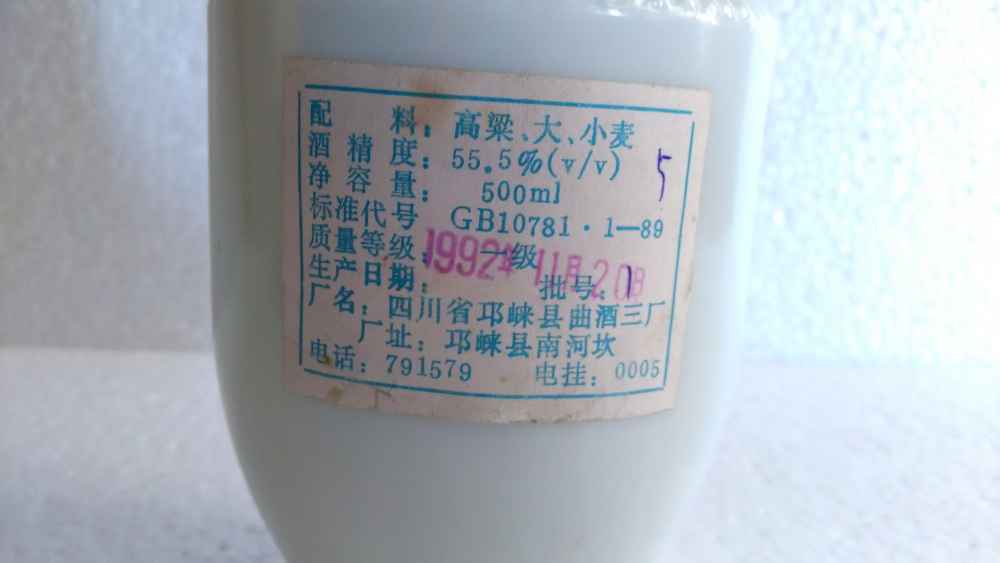 配料：高粱、大、小麦
酒精度：55.5%(v/v)
5
净容量：500ml
标准代号 GB10781·1—89
质量等级：一级
1992年11月20日
生产日期： 批号：1
厂名：四川省邛崃县曲酒三厂
厂址：邛崃县南河坎
电话：791579 电挂：0005